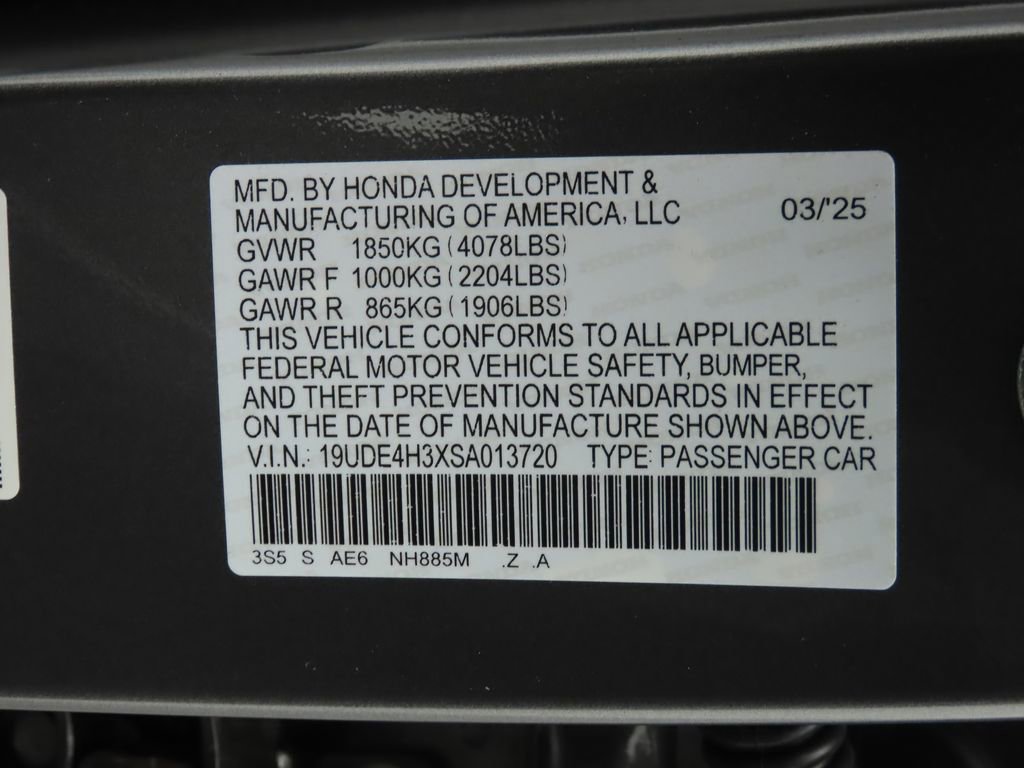 MFD. BY HONDA DEVELOPMENT &
MANUFACTURING OF AMERICA, LLC 03/'25
GVWR 1850KG (4078LBS)
GAWR F 1000KG (2204LBS)
GAWR R 865KG (1906LBS)
THIS VEHICLE CONFORMS TO ALL APPLICABLE
FEDERAL MOTOR VEHICLE SAFETY, BUMPER,
AND THEFT PREVENTION STANDARDS IN EFFECT
ON THE DATE OF MANUFACTURE SHOWN ABOVE.
V.I.N.: 19UDE4H3XSA013720 TYPE: PASSENGER CAR
3S5 S AE6 NH885M .Z .A